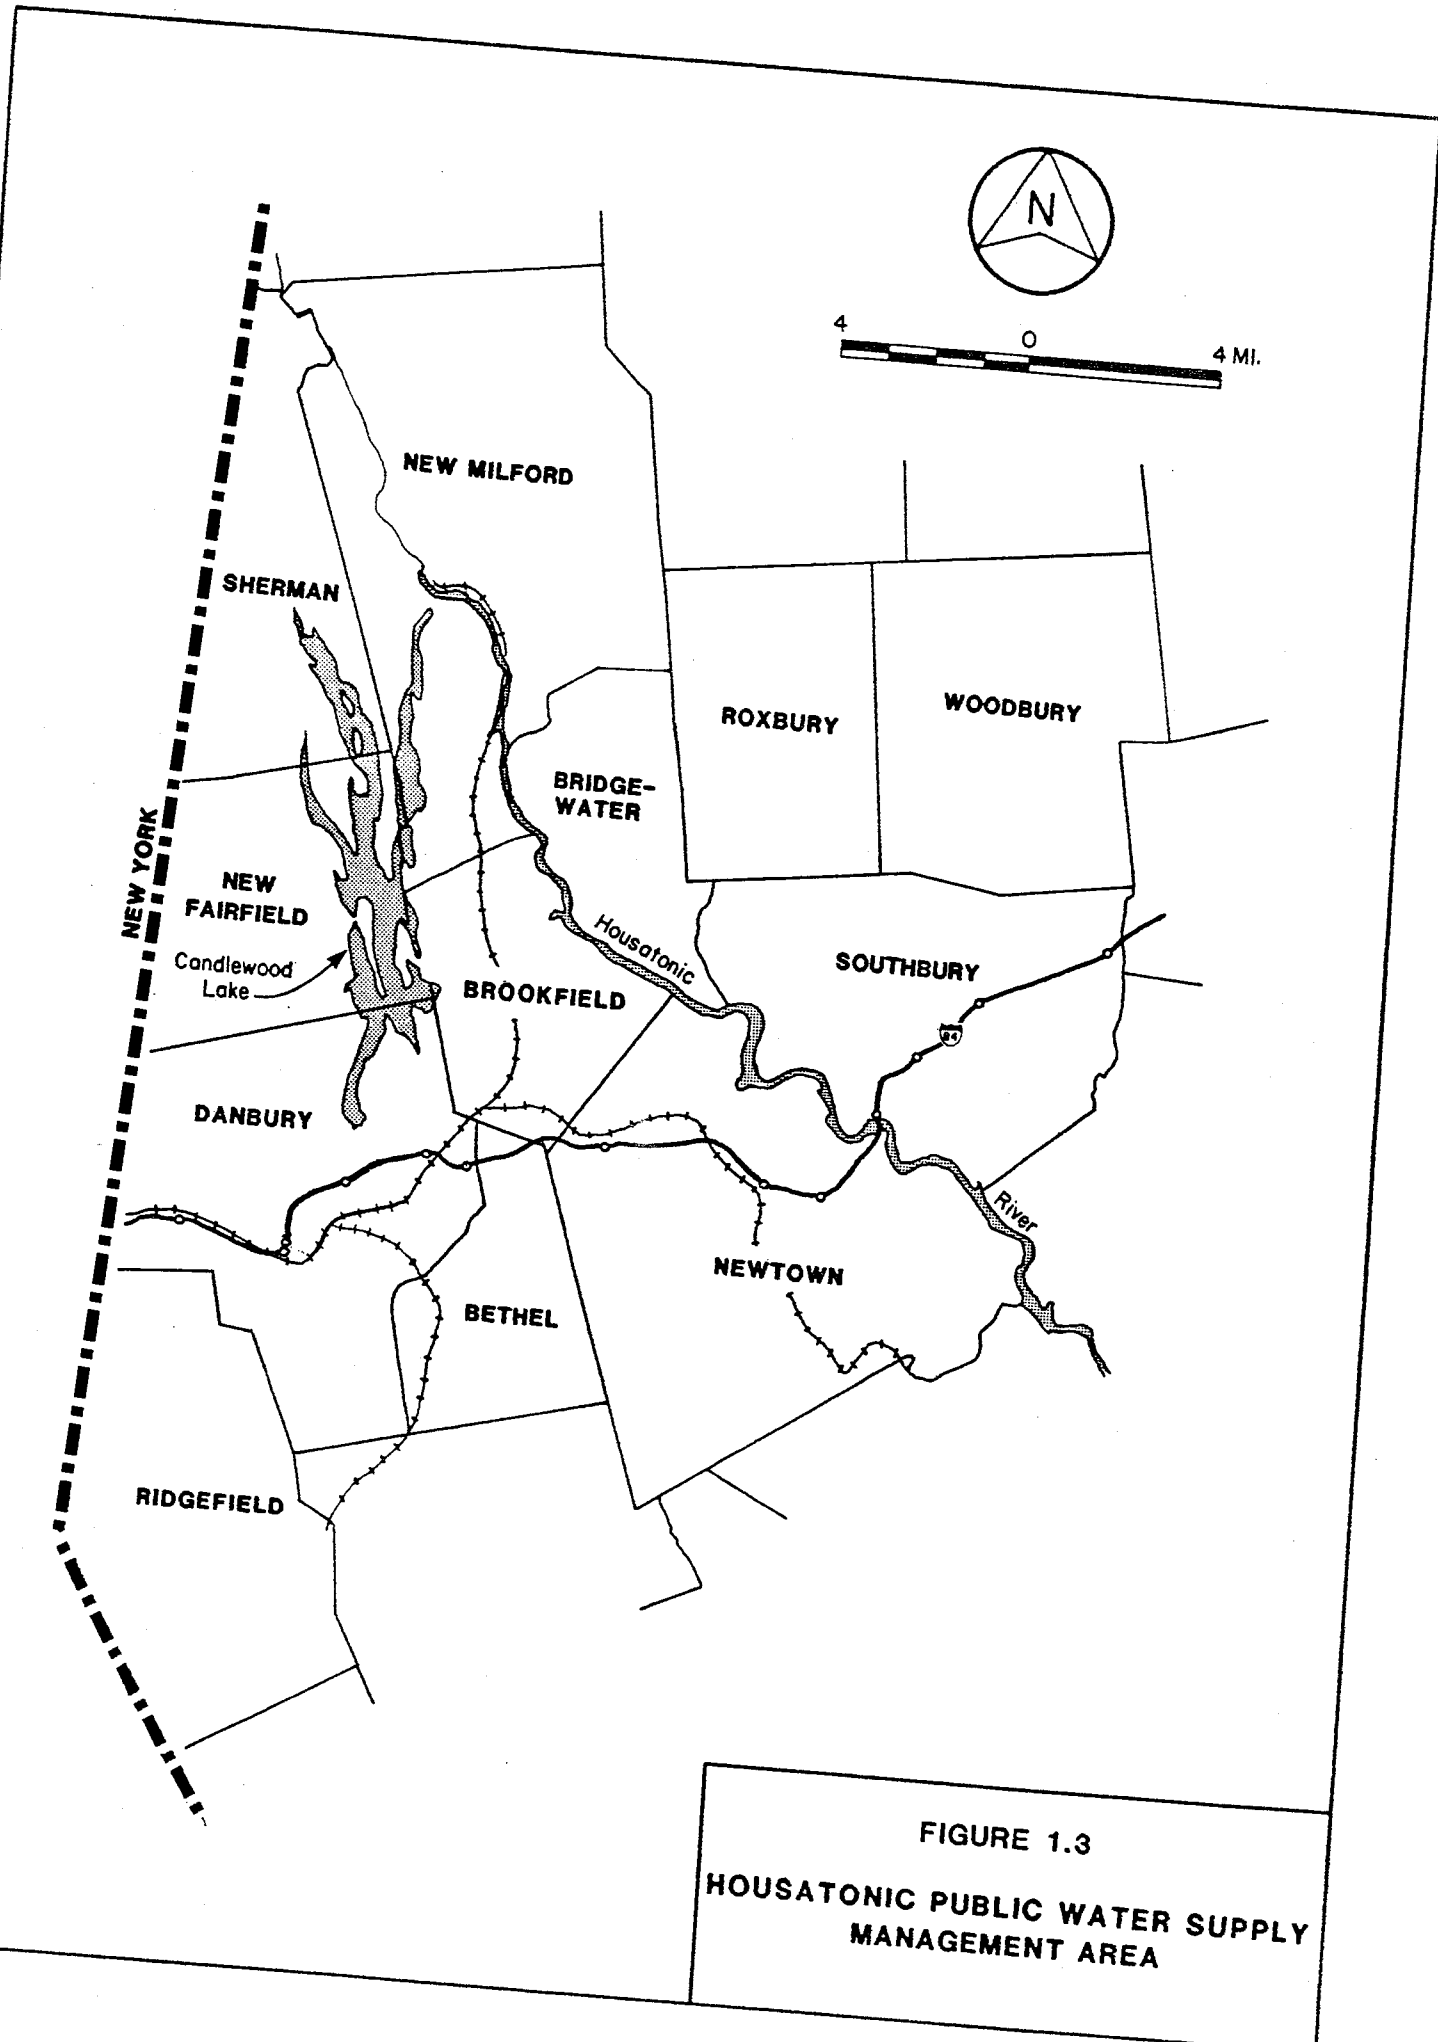 N
4 0 4 MI.
NEW MILFORD
SHERMAN
ROXBURY
WOODBURY
BRIDGE-
WATER
NEW YORK
NEW
FAIRFIELD
Candlewood
Lake
Housatonic
SOUTHBURY
BROOKFIELD
84
DANBURY
River
NEWTOWN
BETHEL
RIDGEFIELD
FIGURE 1.3
HOUSATONIC PUBLIC WATER SUPPLY
MANAGEMENT AREA